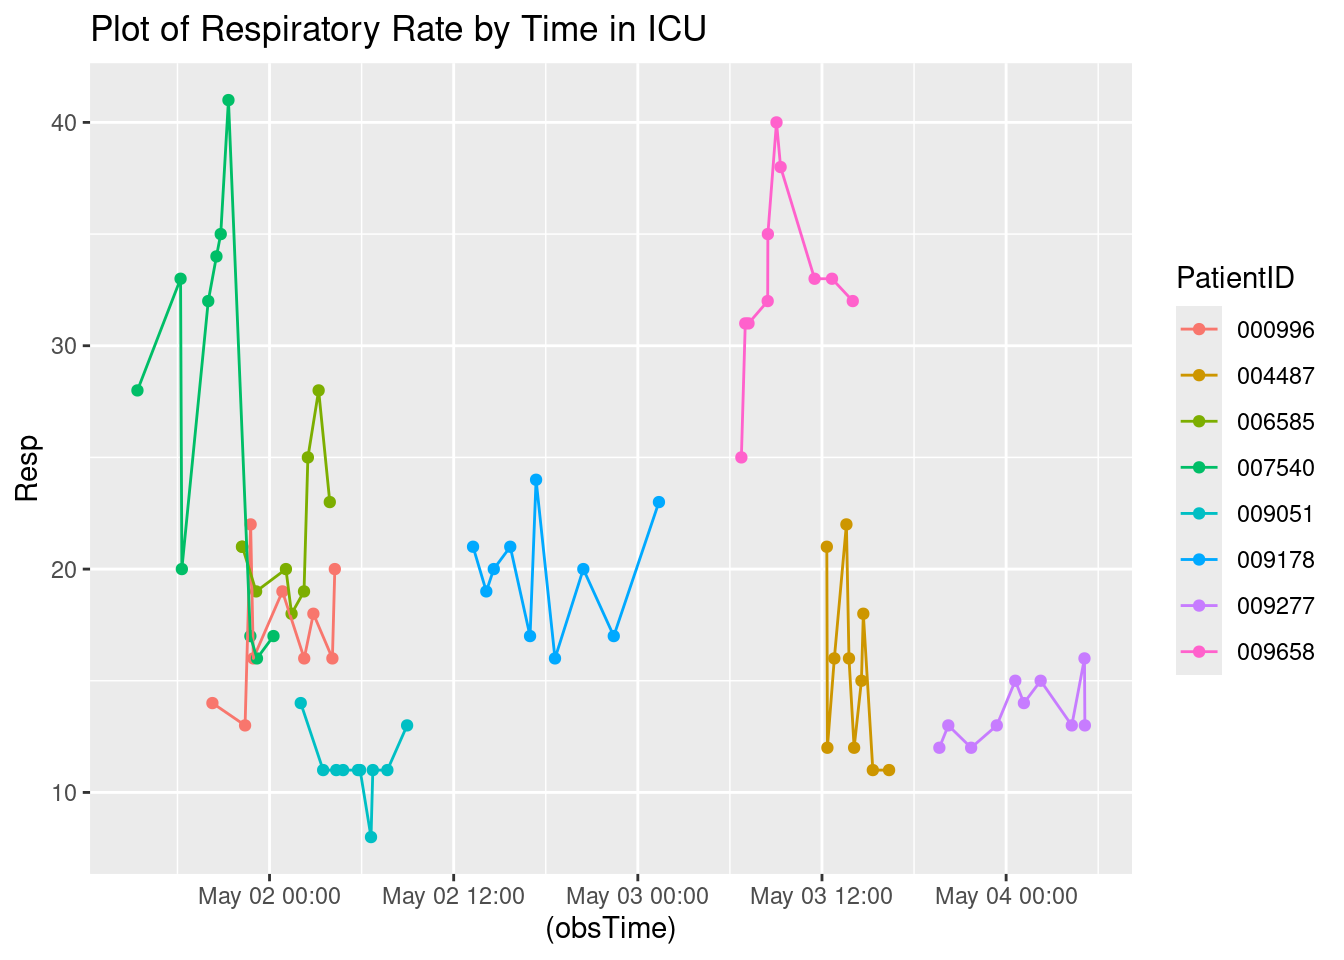 Plot of Respiratory Rate by Time in ICU
40
30
20
10
Resp
May 02 00:00 May 02 12:00 May 03 00:00 May 03 12:00 May 04 00:00
(obsTime)
PatientID
000996
004487
006585
007540
009051
009178
009277
009658